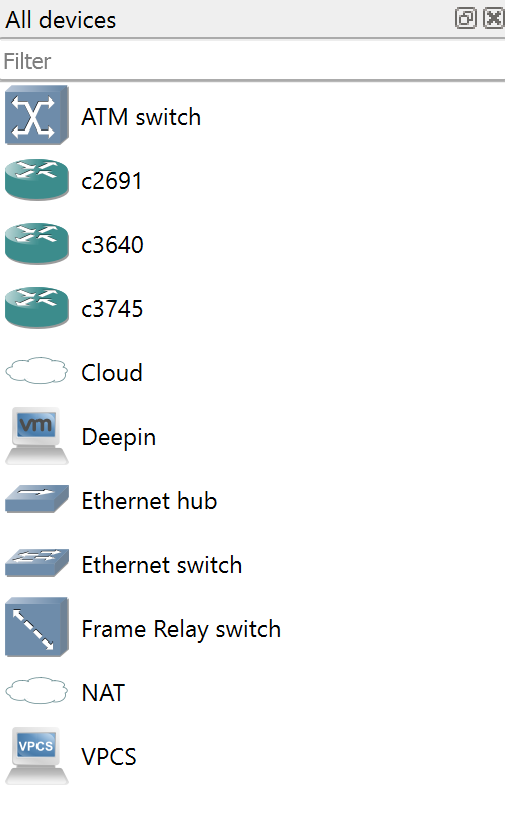 All devices
Filter
ATM switch
c2691
c3640
c3745
Cloud
vm
Deepin
Ethernet hub
Ethernet switch
Frame Relay switch
NAT
VPCS
VPCS